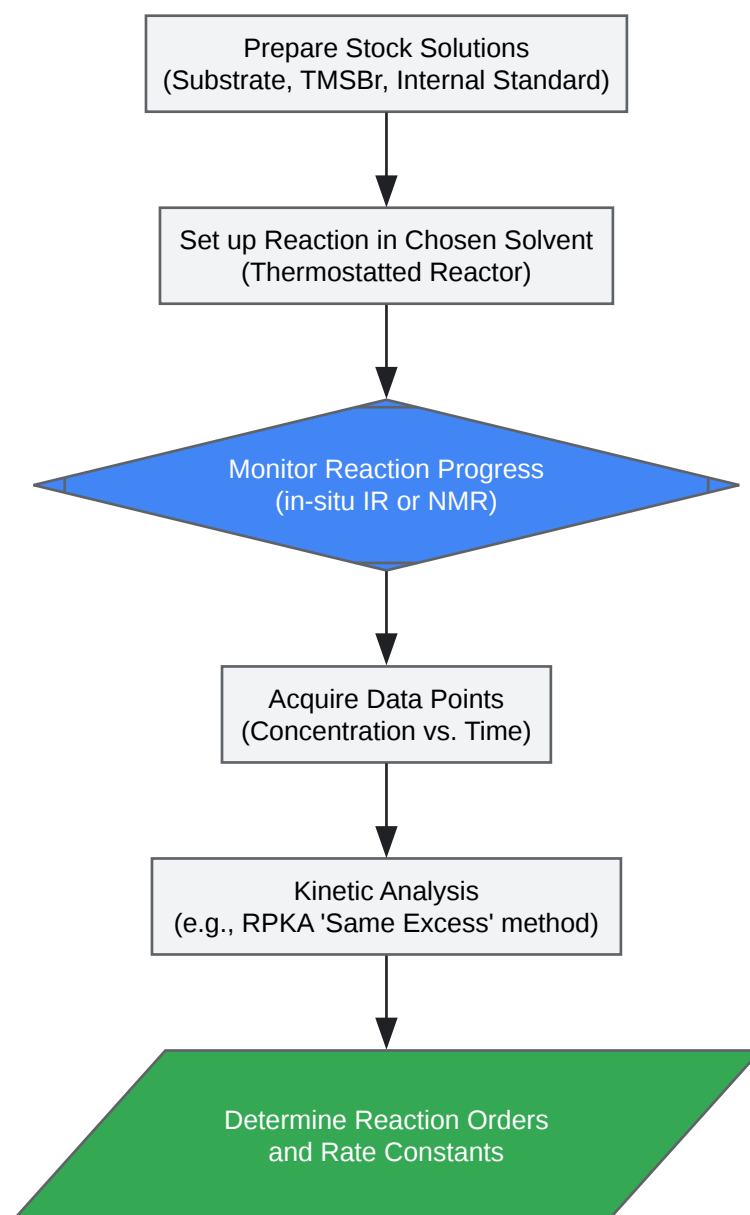 Prepare Stock Solutions
(Substrate, TMSBr, Internal Standard)
Set up Reaction in Chosen Solvent
(Thermostatted Reactor)
Monitor Reaction Progress
(in-situ IR or NMR)
Acquire Data Points
(Concentration vs. Time)
Kinetic Analysis
(e.g., RPKA 'Same Excess' method)
Determine Reaction Orders
and Rate Constants